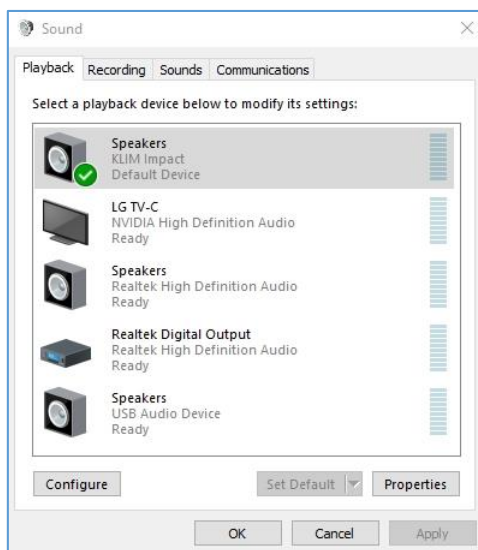 Sound
Playback Recording Sounds Communications
Select a playback device below to modify its settings:
Speakers
KLIM Impact
Default Device
LG TV-C
NVIDIA High Definition Audio
Ready
Speakers
Realtek High Definition Audio
Ready
Realtek Digital Output
Realtek High Definition Audio
Ready
Speakers
USB Audio Device
Ready
Configure Set Default Properties
OK Cancel Apply